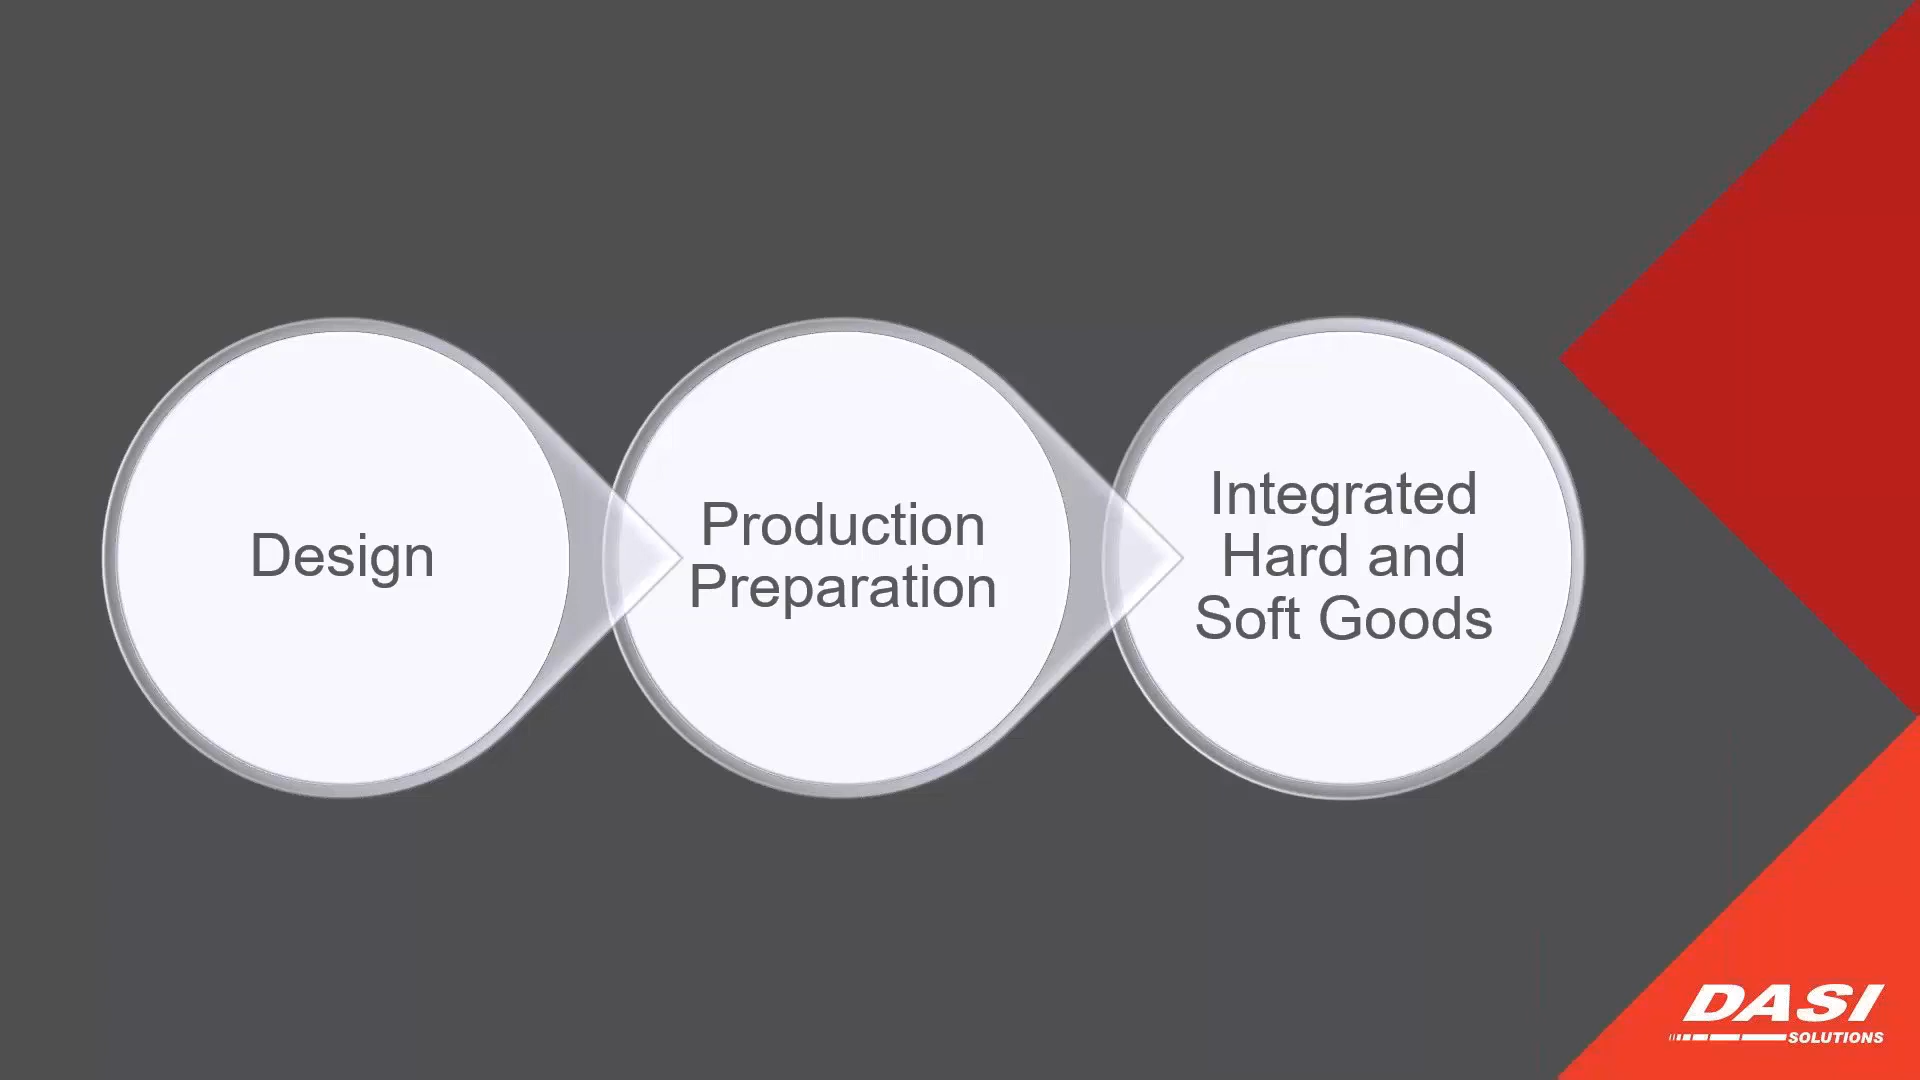 Design
Production
Preparation
Integrated
Hard and
Soft Goods
DASI
SOLUTIONS